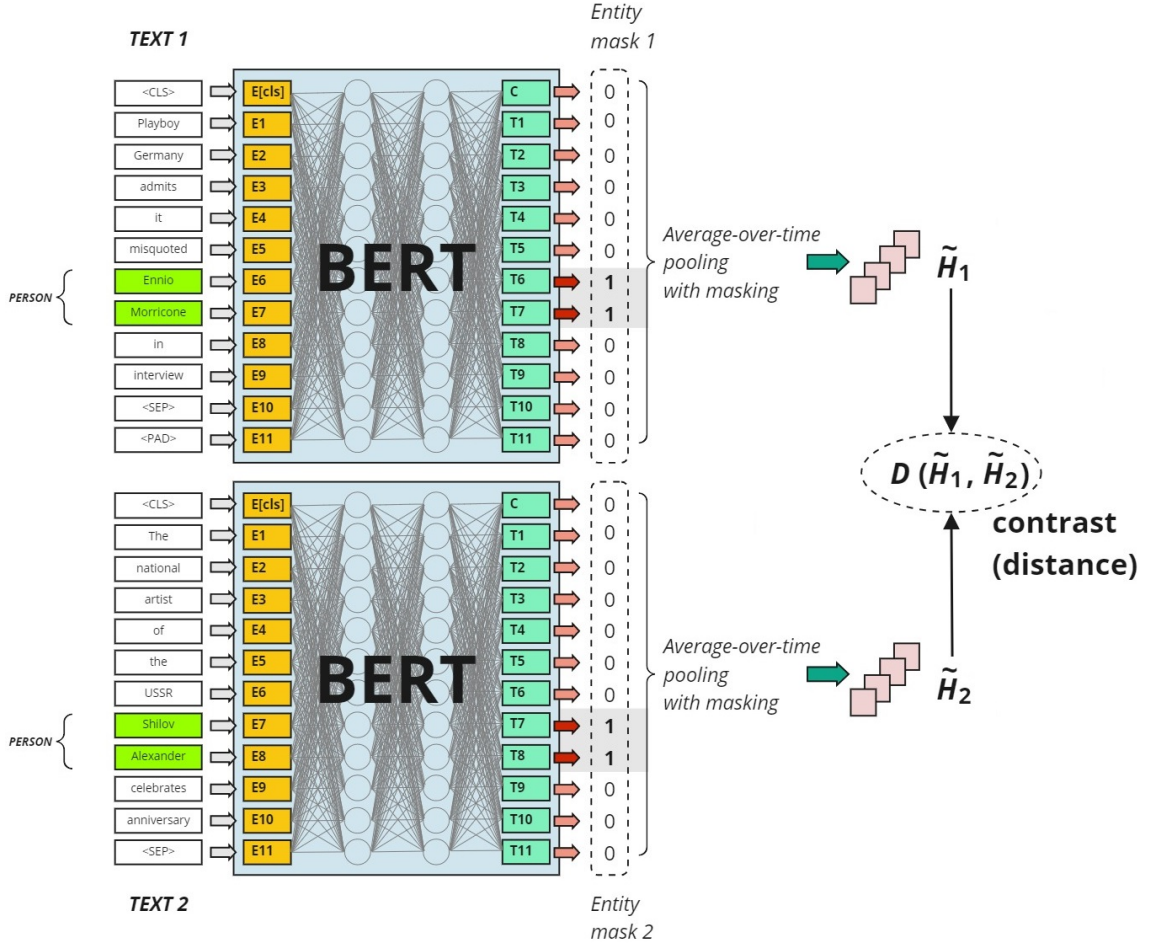 TEXT 1
Entity
mask 1
<CLS> E[cls] C 0
Playboy E1 T1 0
Germany E2 T2 0
admits E3 T3 0
it E4 T4 0
misquoted E5 T5 0
Ennio E6 T6 1
Morricone E7 T7 1
in E8 T8 0
interview E9 T9 0
<SEP> E10 T10 0
<PAD> E11 T11 0
PERSON
BERT
Average-over-time
pooling
with masking
H̃1
D (H̃1, H̃2)
contrast
(distance)
<CLS> E[cls] C 0
The E1 T1 0
national E2 T2 0
artist E3 T3 0
of E4 T4 0
the E5 T5 0
USSR E6 T6 0
Shilov E7 T7 1
Alexander E8 T8 1
celebrates E9 T9 0
anniversary E10 T10 0
<SEP> E11 T11 0
PERSON
BERT
Average-over-time
pooling
with masking
H̃2
TEXT 2
Entity
mask 2